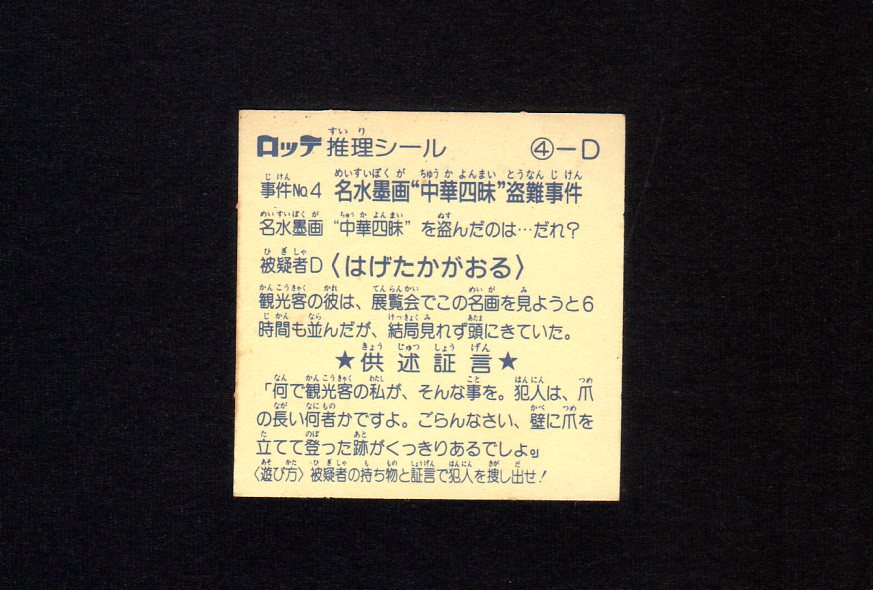 ロッテ推理シール ④-D
事件No.4 名水墨画“中華四昧”盗難事件
名水墨画“中華四昧”を盗んだのは…だれ?
被疑者D〈はげたかがおる〉
観光客の彼は、展覧会でこの名画を見ようと6
時間も並んだが、結局見れず頭にきていた。
★供述証言★
「何で観光客の私が、そんな事を。犯人は、爪
の長い何者かですよ。ごらんなさい、壁に爪を
立てて登った跡がくっきりあるでしょ。」
〈遊び方〉被疑者の持ち物と証言で犯人を捜し出せ!